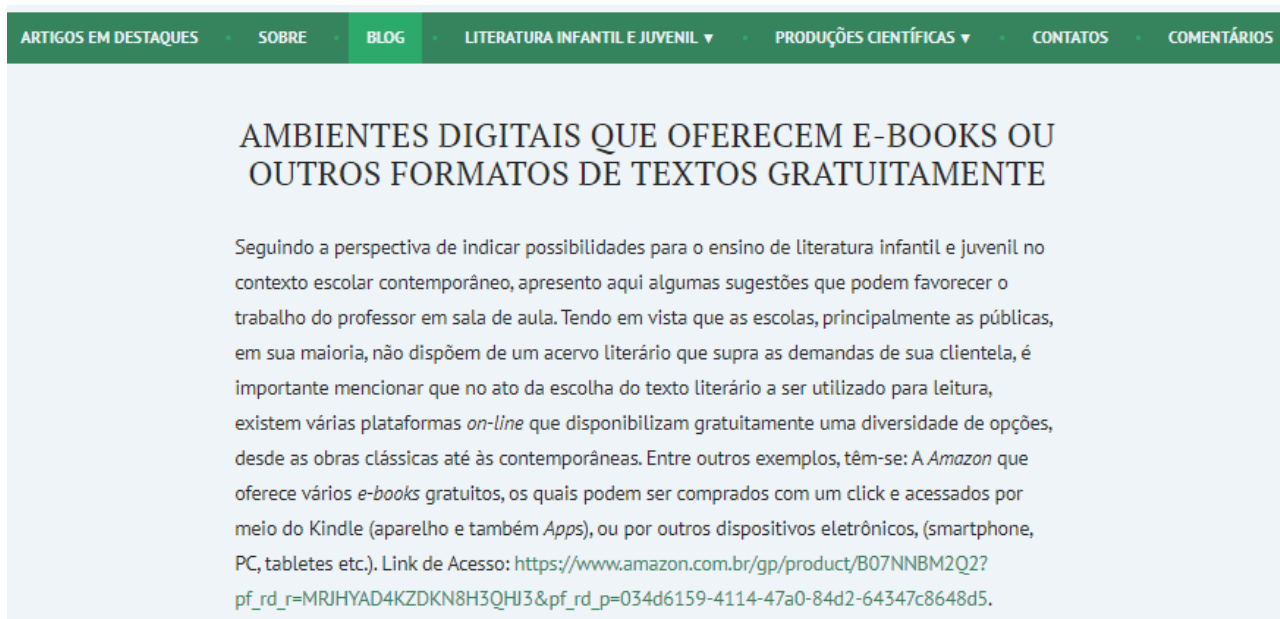 ARTIGOS EM DESTAQUES SOBRE BLOG LITERATURA INFANTIL E JUVENIL ▼ PRODUÇÕES CIENTÍFICAS ▼ CONTATOS COMENTÁRIOS
AMBIENTES DIGITAIS QUE OFERECEM E-BOOKS OU
OUTROS FORMATOS DE TEXTOS GRATUITAMENTE
Seguindo a perspectiva de indicar possibilidades para o ensino de literatura infantil e juvenil no
contexto escolar contemporâneo, apresento aqui algumas sugestões que podem favorecer o
trabalho do professor em sala de aula. Tendo em vista que as escolas, principalmente as públicas,
em sua maioria, não dispõem de um acervo literário que supra as demandas de sua clientela, é
importante mencionar que no ato da escolha do texto literário a ser utilizado para leitura,
existem várias plataformas on-line que disponibilizam gratuitamente uma diversidade de opções,
desde as obras clássicas até às contemporâneas. Entre outros exemplos, têm-se: A Amazon que
oferece vários e-books gratuitos, os quais podem ser comprados com um click e acessados por
meio do Kindle (aparelho e também Apps), ou por outros dispositivos eletrônicos, (smartphone,
PC, tabletes etc.). Link de Acesso: https://www.amazon.com.br/gp/product/B07NNBM2Q2?
pf_rd_r=MRJHYAD4KZDKN8H3QHJ3&pf_rd_p=034d6159-4114-47a0-84d2-64347c8648d5.